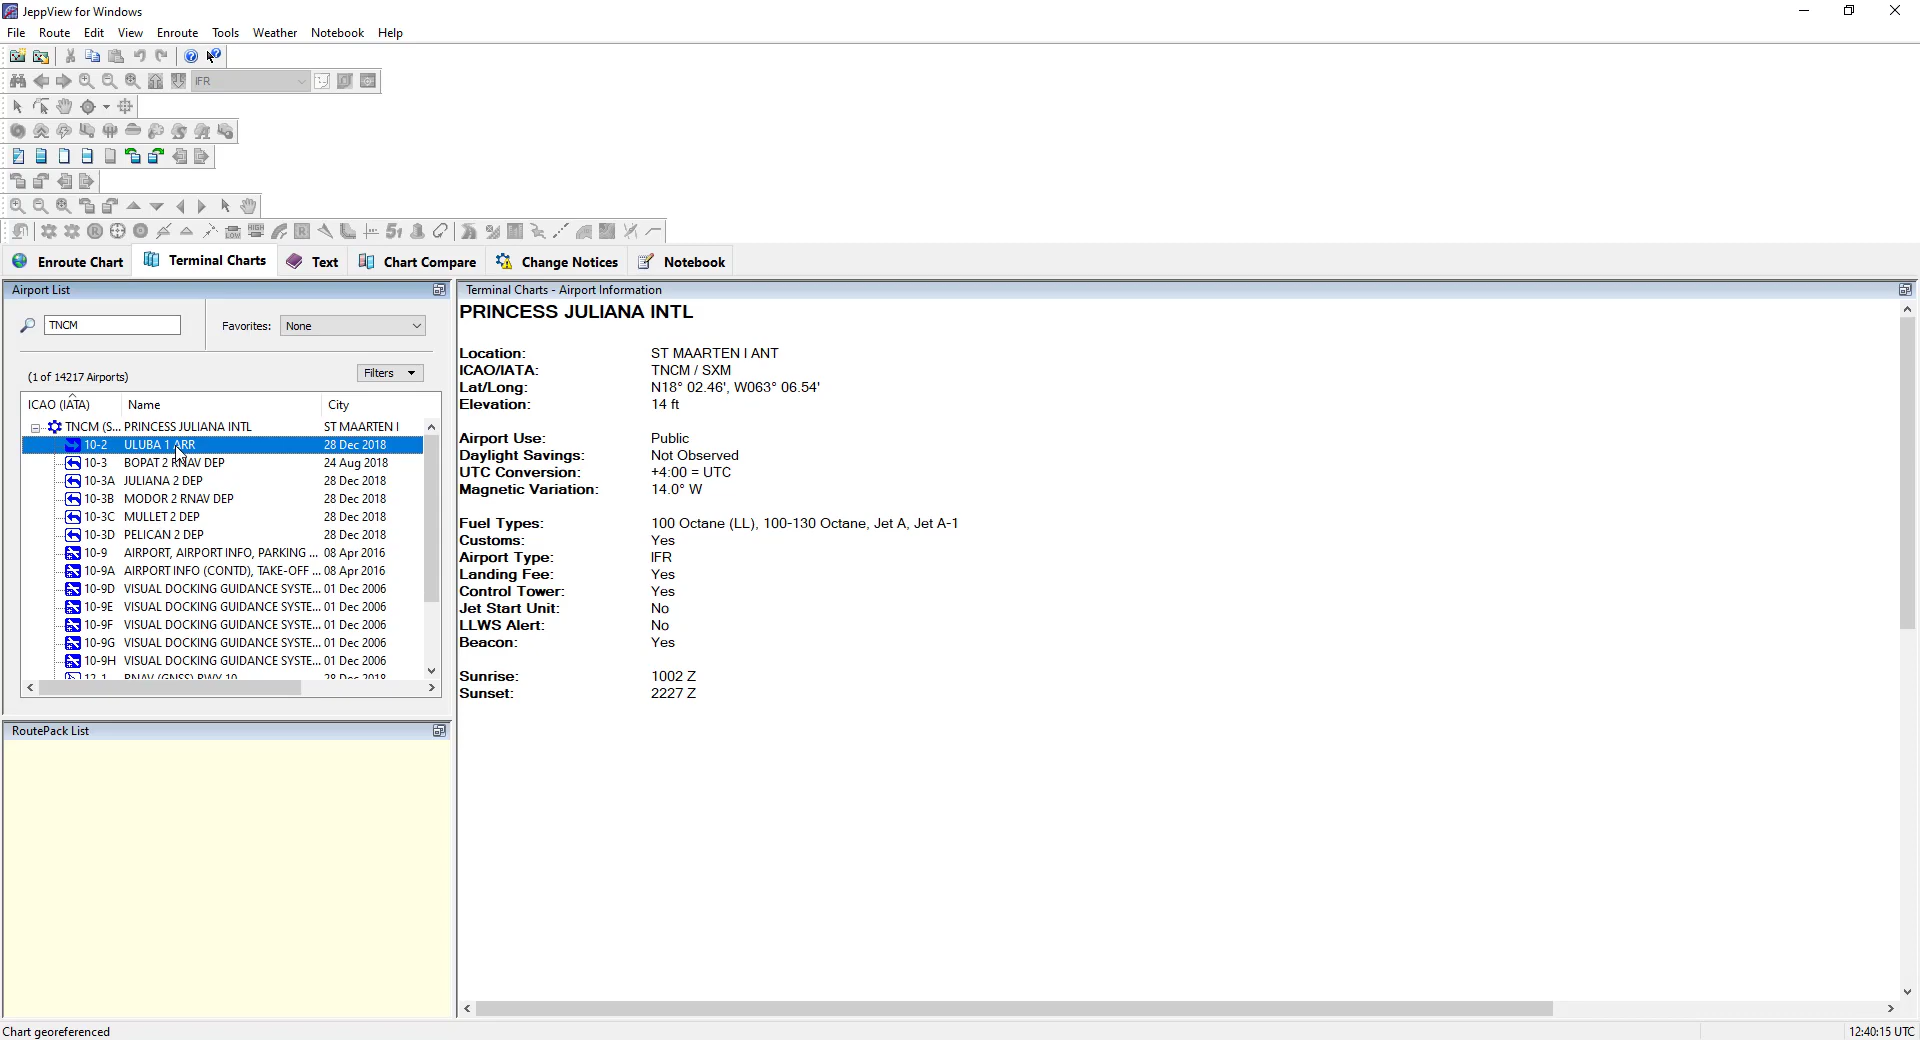 JeppView for Windows
File Route Edit View Enroute Tools Weather Notebook Help
IFR
Enroute Chart Terminal Charts Text Chart Compare Change Notices Notebook
Airport List
TNCM Favorites: None
(1 of 14217 Airports) Filters
ICAO (IATA) Name City
TNCM (S... PRINCESS JULIANA INTL ST MAARTEN I
10-2 ULUBA 1 ARR 28 Dec 2018
10-3 BOPAT 2 RNAV DEP 24 Aug 2018
10-3A JULIANA 2 DEP 28 Dec 2018
10-3B MODOR 2 RNAV DEP 28 Dec 2018
10-3C MULLET 2 DEP 28 Dec 2018
10-3D PELICAN 2 DEP 28 Dec 2018
10-9 AIRPORT, AIRPORT INFO, PARKING ... 08 Apr 2016
10-9A AIRPORT INFO (CONTD), TAKE-OFF ... 08 Apr 2016
10-9D VISUAL DOCKING GUIDANCE SYSTE... 01 Dec 2006
10-9E VISUAL DOCKING GUIDANCE SYSTE... 01 Dec 2006
10-9F VISUAL DOCKING GUIDANCE SYSTE... 01 Dec 2006
10-9G VISUAL DOCKING GUIDANCE SYSTE... 01 Dec 2006
10-9H VISUAL DOCKING GUIDANCE SYSTE... 01 Dec 2006
12-1 RNAV (GNSS) RWY 10 28 Dec 2018
RoutePack List
Terminal Charts - Airport Information
PRINCESS JULIANA INTL
Location: ST MAARTEN I ANT
ICAO/IATA: TNCM / SXM
Lat/Long: N18° 02.46', W063° 06.54'
Elevation: 14 ft
Airport Use: Public
Daylight Savings: Not Observed
UTC Conversion: +4:00 = UTC
Magnetic Variation: 14.0° W
Fuel Types: 100 Octane (LL), 100-130 Octane, Jet A, Jet A-1
Customs: Yes
Airport Type: IFR
Landing Fee: Yes
Control Tower: Yes
Jet Start Unit: No
LLWS Alert: No
Beacon: Yes
Sunrise: 1002 Z
Sunset: 2227 Z
Chart georeferenced 12:40:15 UTC